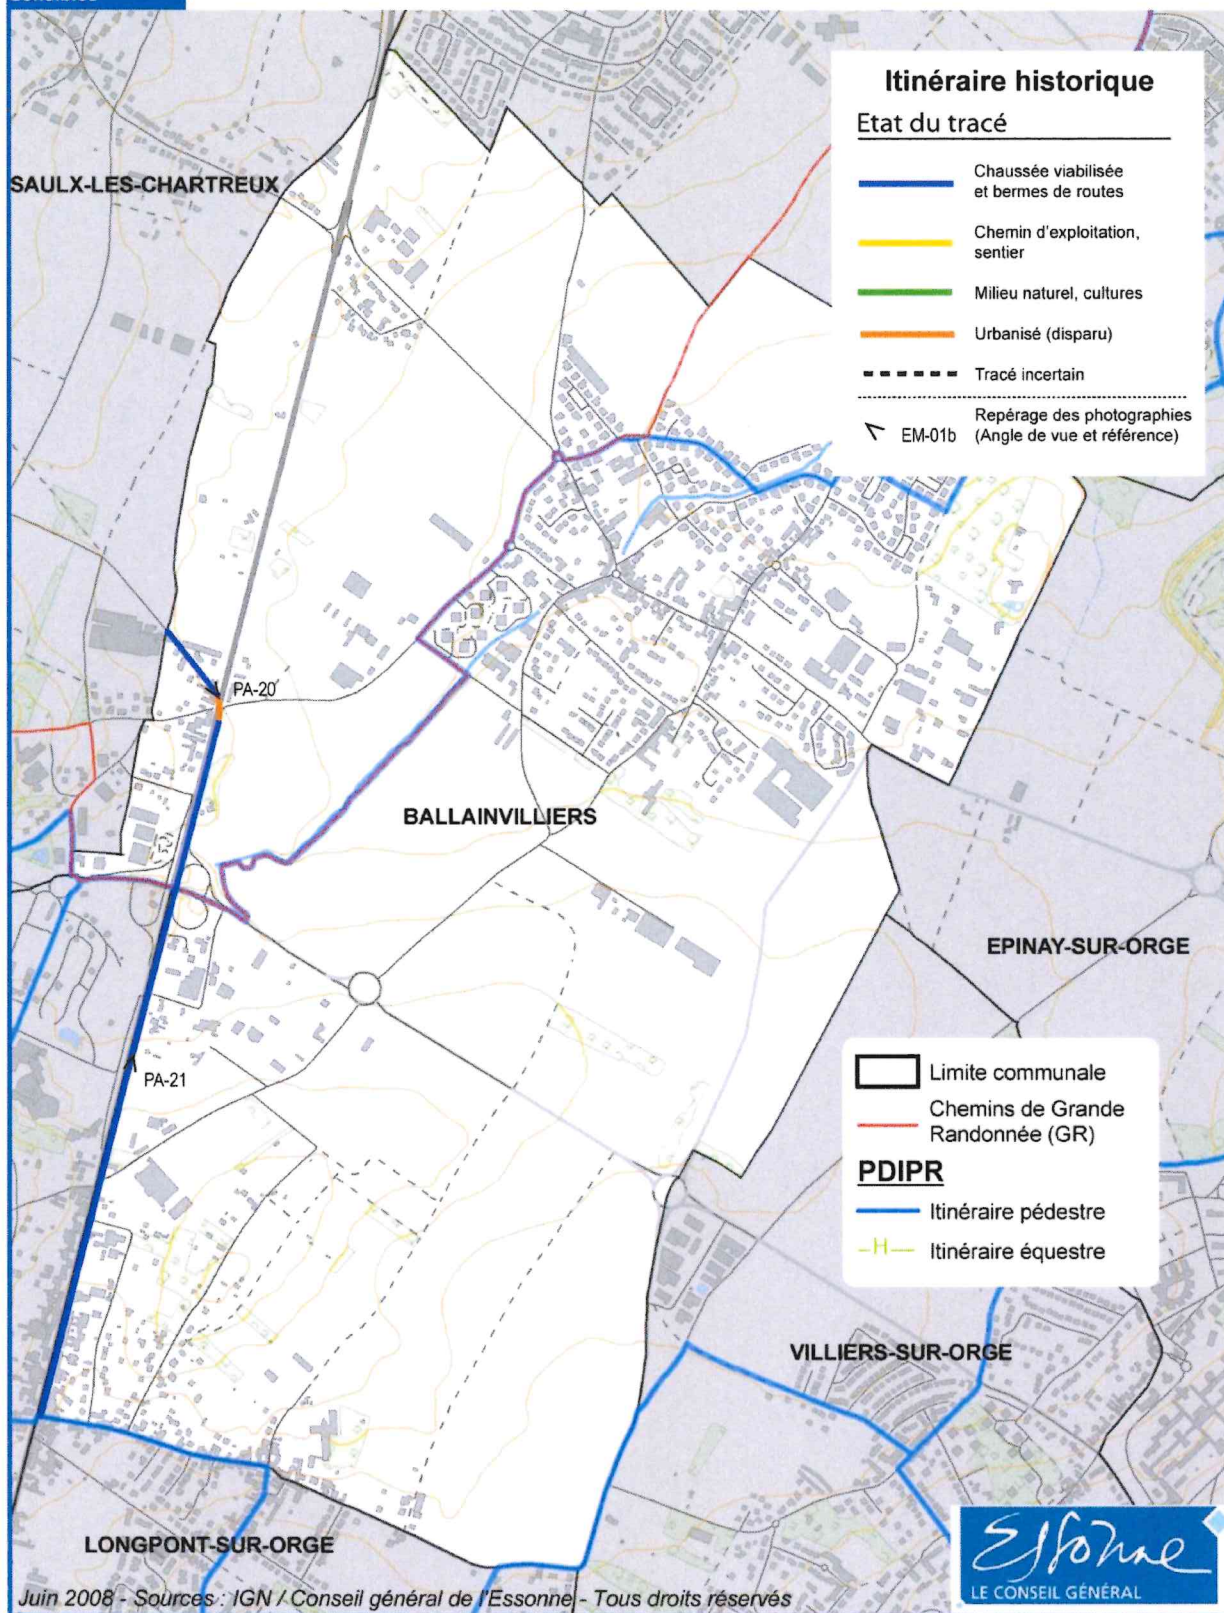 Itinéraire historique
Etat du tracé
SAULX-LES-CHARTREUX
Chaussée viabilisée
et bermes de routes
Chemin d'exploitation,
sentier
Milieu naturel, cultures
Urbanisé (disparu)
Tracé incertain
EM-01b
Repérage des photographies
(Angle de vue et référence)
PA-20
BALLAINVILLIERS
EPINAY-SUR-ORGE
PA-21
Limite communale
Chemins de Grande
Randonnée (GR)
PDIPR
Itinéraire pédestre
-H- Itinéraire équestre
VILLIERS-SUR-ORGE
LONGPONT-SUR-ORGE
Essonne
LE CONSEIL GÉNÉRAL
Juin 2008 - Sources : IGN / Conseil général de l'Essonne - Tous droits réservés